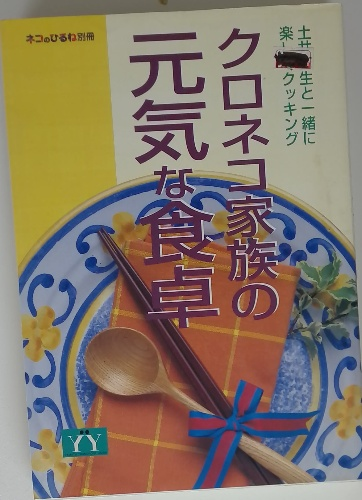 ネコのひるね別冊
土井 生と一緒に
楽 クッキング
クロネコ家族の
元気な食卓
YY